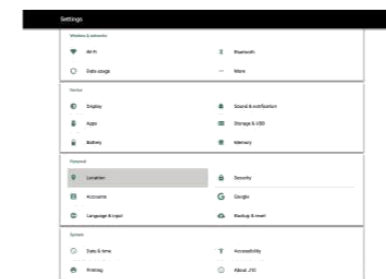 Settings
Wireless & networks
Wi-Fi
Bluetooth
Data usage
More
Device
Display
Sound & notification
Apps
Storage & USB
Battery
Memory
Personal
Location
Security
Accounts
Google
Language & input
Backup & reset
System
Date & time
Accessibility
Printing